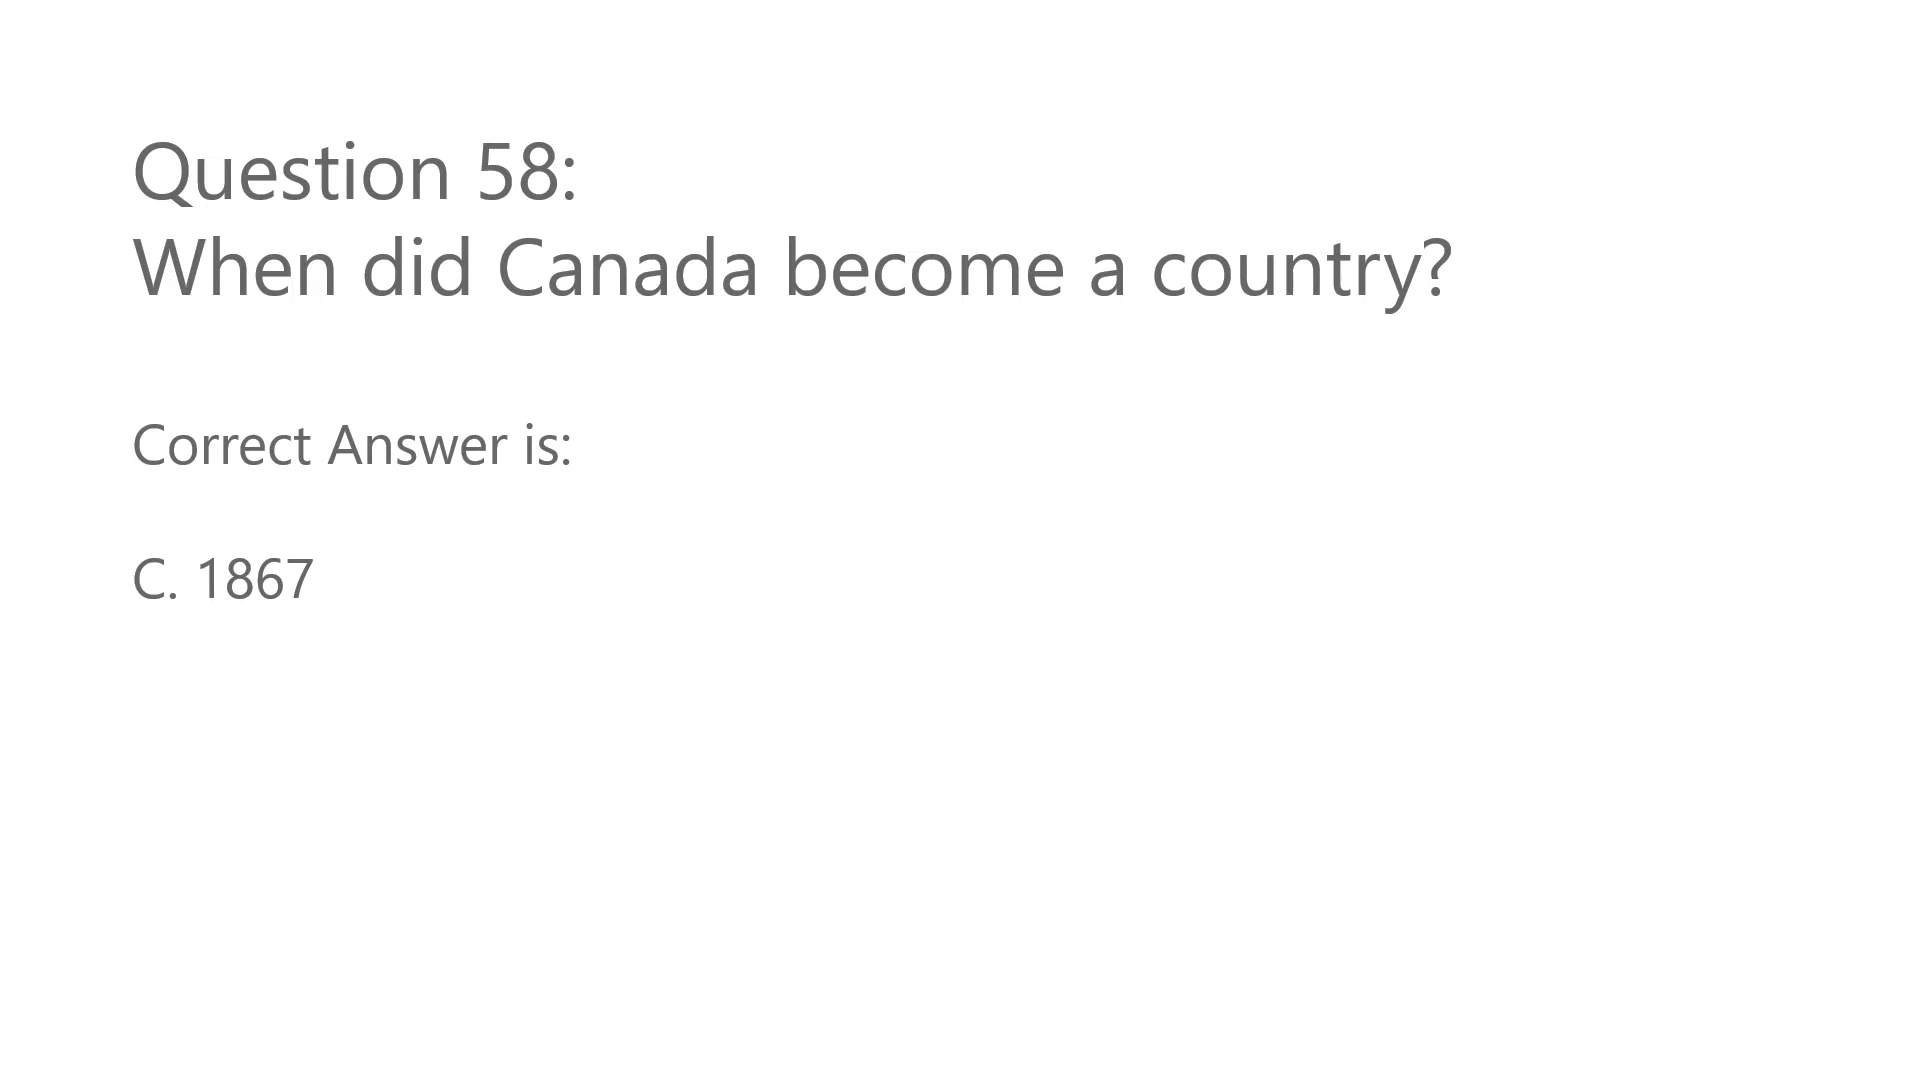 Question 58:
When did Canada become a country?
Correct Answer is:
C. 1867